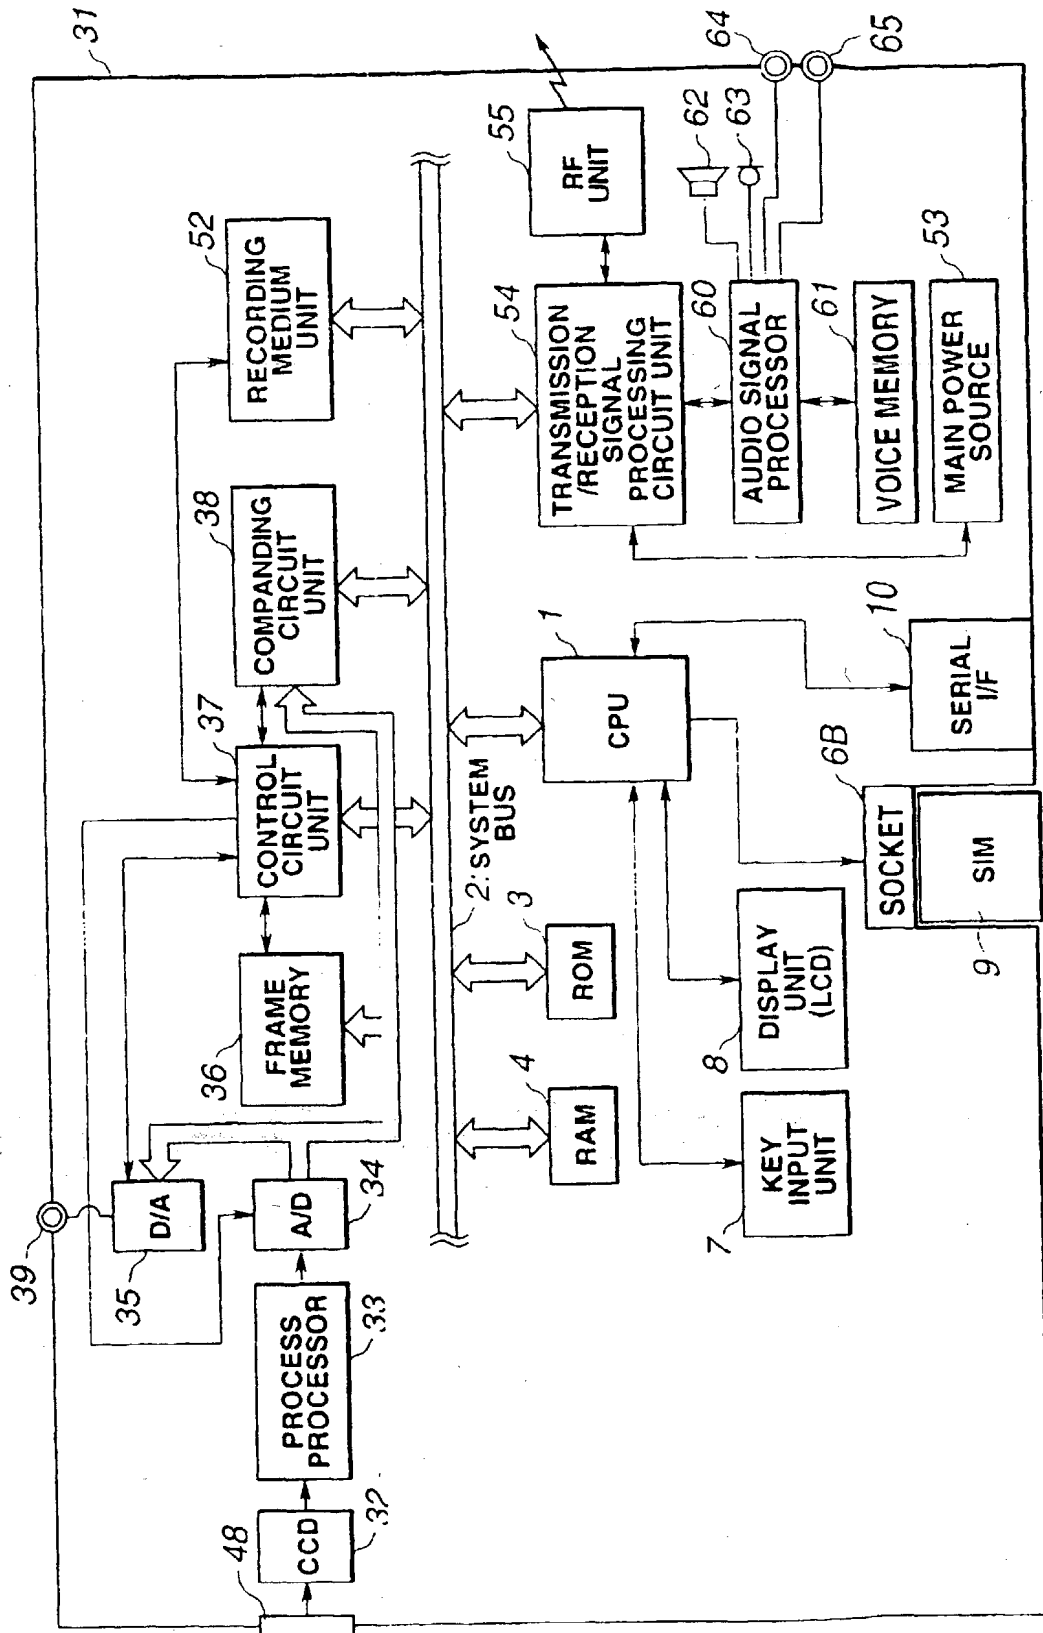 31
39
D/A
35
A/D
34
PROCESS
PROCESSOR
33
CCD
32
48
FRAME
MEMORY
36
CONTROL
CIRCUIT
UNIT
37
COMPANDING
CIRCUIT
UNIT
38
RECORDING
MEDIUM
UNIT
52
2:SYSTEM
BUS
RAM
4
ROM
3
CPU
1
TRANSMISSION
/RECEPTION
SIGNAL
PROCESSING
CIRCUIT UNIT
54
RF
UNIT
55
62
63
64
65
AUDIO SIGNAL
PROCESSOR
60
VOICE MEMORY
61
MAIN POWER
SOURCE
53
KEY
INPUT
UNIT
7
DISPLAY
UNIT
(LCD)
8
SOCKET
6B
SIM
9
SERIAL
I/F
10